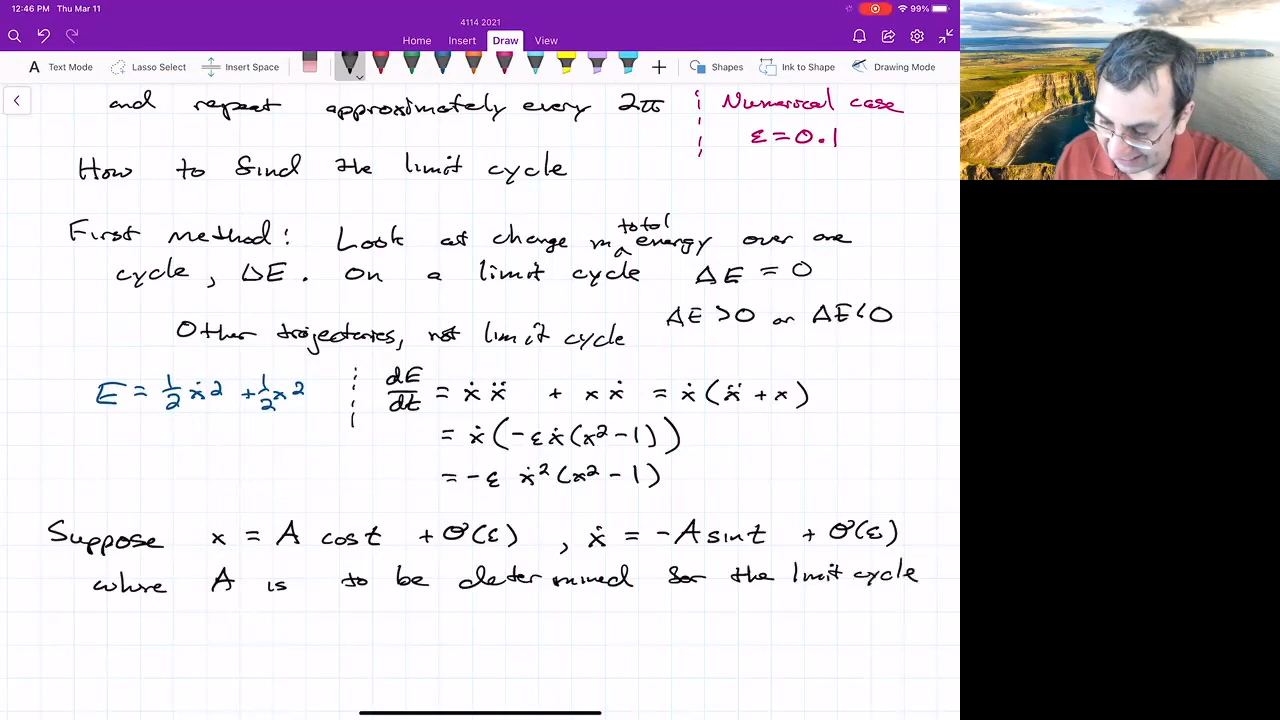 12:46 PM Thu Mar 11
99%
4114 2021
Home Insert Draw View
A Text Mode Lasso Select Insert Space + Shapes Ink to Shape Drawing Mode
and repeat approximately every 2π
Numerical case
ε = 0.1
How to find the limit cycle
First method: Look at change in total energy over one
cycle, ΔE. On a limit cycle ΔE = 0
Other trajectories, not limit cycle ΔE > 0 or ΔE < 0
E = ½ẋ² + ½x²
dE/dt = ẋẍ + xẋ = ẋ(ẍ + x)
= ẋ(-εẋ(x² - 1))
= -ε ẋ²(x² - 1)
Suppose x = A cos t + O(ε), ẋ = -A sin t + O(ε)
where A is to be determined for the limit cycle